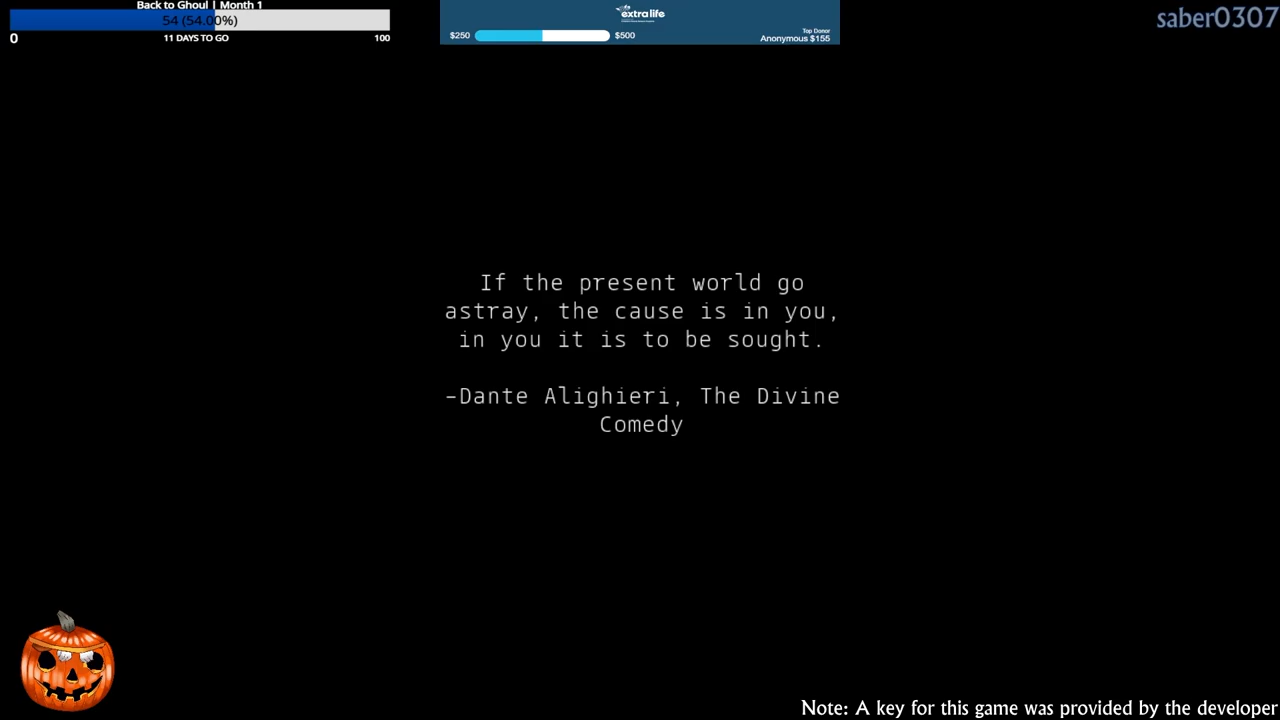 Back to Ghoul | Month 1
54 (54.00%)
0
11 DAYS TO GO
100
extralife
$250
$500
Top Donor
Anonymous $155
saber0307
If the present world go
astray, the cause is in you,
in you it is to be sought.
–Dante Alighieri, The Divine
Comedy
Note: A key for this game was provided by the developer